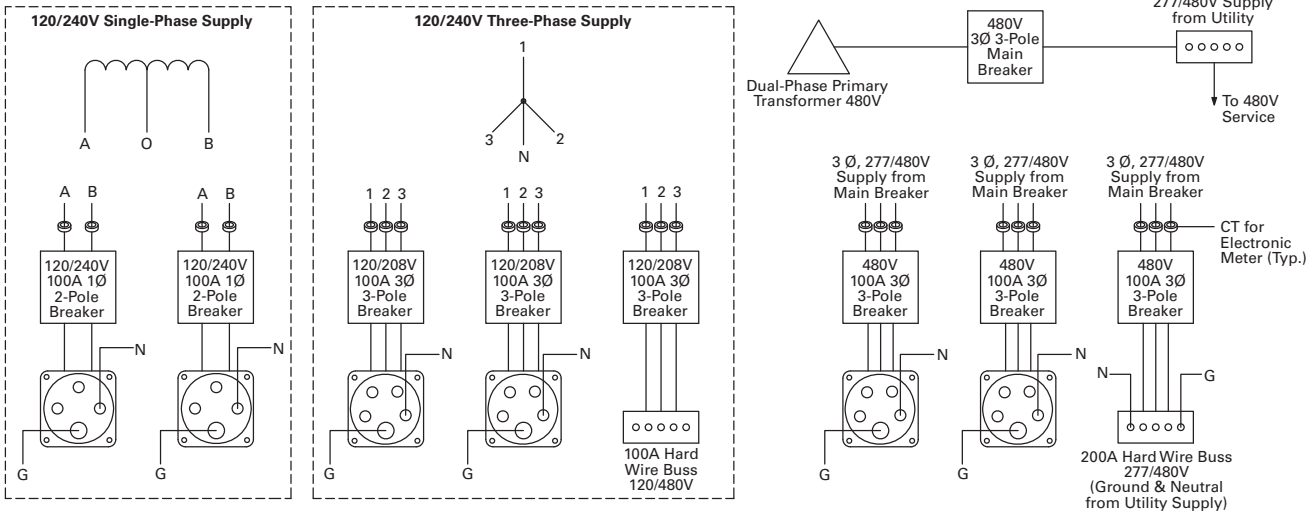 120/240V Single-Phase Supply
A
O
B
A B
A B
120/240V
100A 1Ø
2-Pole
Breaker
120/240V
100A 1Ø
2-Pole
Breaker
N
N
G
G
120/240V Three-Phase Supply
1
3
2
N
1 2 3
1 2 3
1 2 3
120/208V
100A 3Ø
3-Pole
Breaker
120/208V
100A 3Ø
3-Pole
Breaker
120/208V
100A 3Ø
3-Pole
Breaker
N
N
G
G
100A Hard
Wire Buss
120/480V
Dual-Phase Primary
Transformer 480V
480V
3Ø 3-Pole
Main
Breaker
277/480V Supply
from Utility
To 480V
Service
3 Ø, 277/480V
Supply from
Main Breaker
3 Ø, 277/480V
Supply from
Main Breaker
3 Ø, 277/480V
Supply from
Main Breaker
CT for
Electronic
Meter (Typ.)
480V
100A 3Ø
3-Pole
Breaker
480V
100A 3Ø
3-Pole
Breaker
480V
100A 3Ø
3-Pole
Breaker
N
N
N
G
G
G
200A Hard Wire Buss
277/480V
(Ground & Neutral
from Utility Supply)